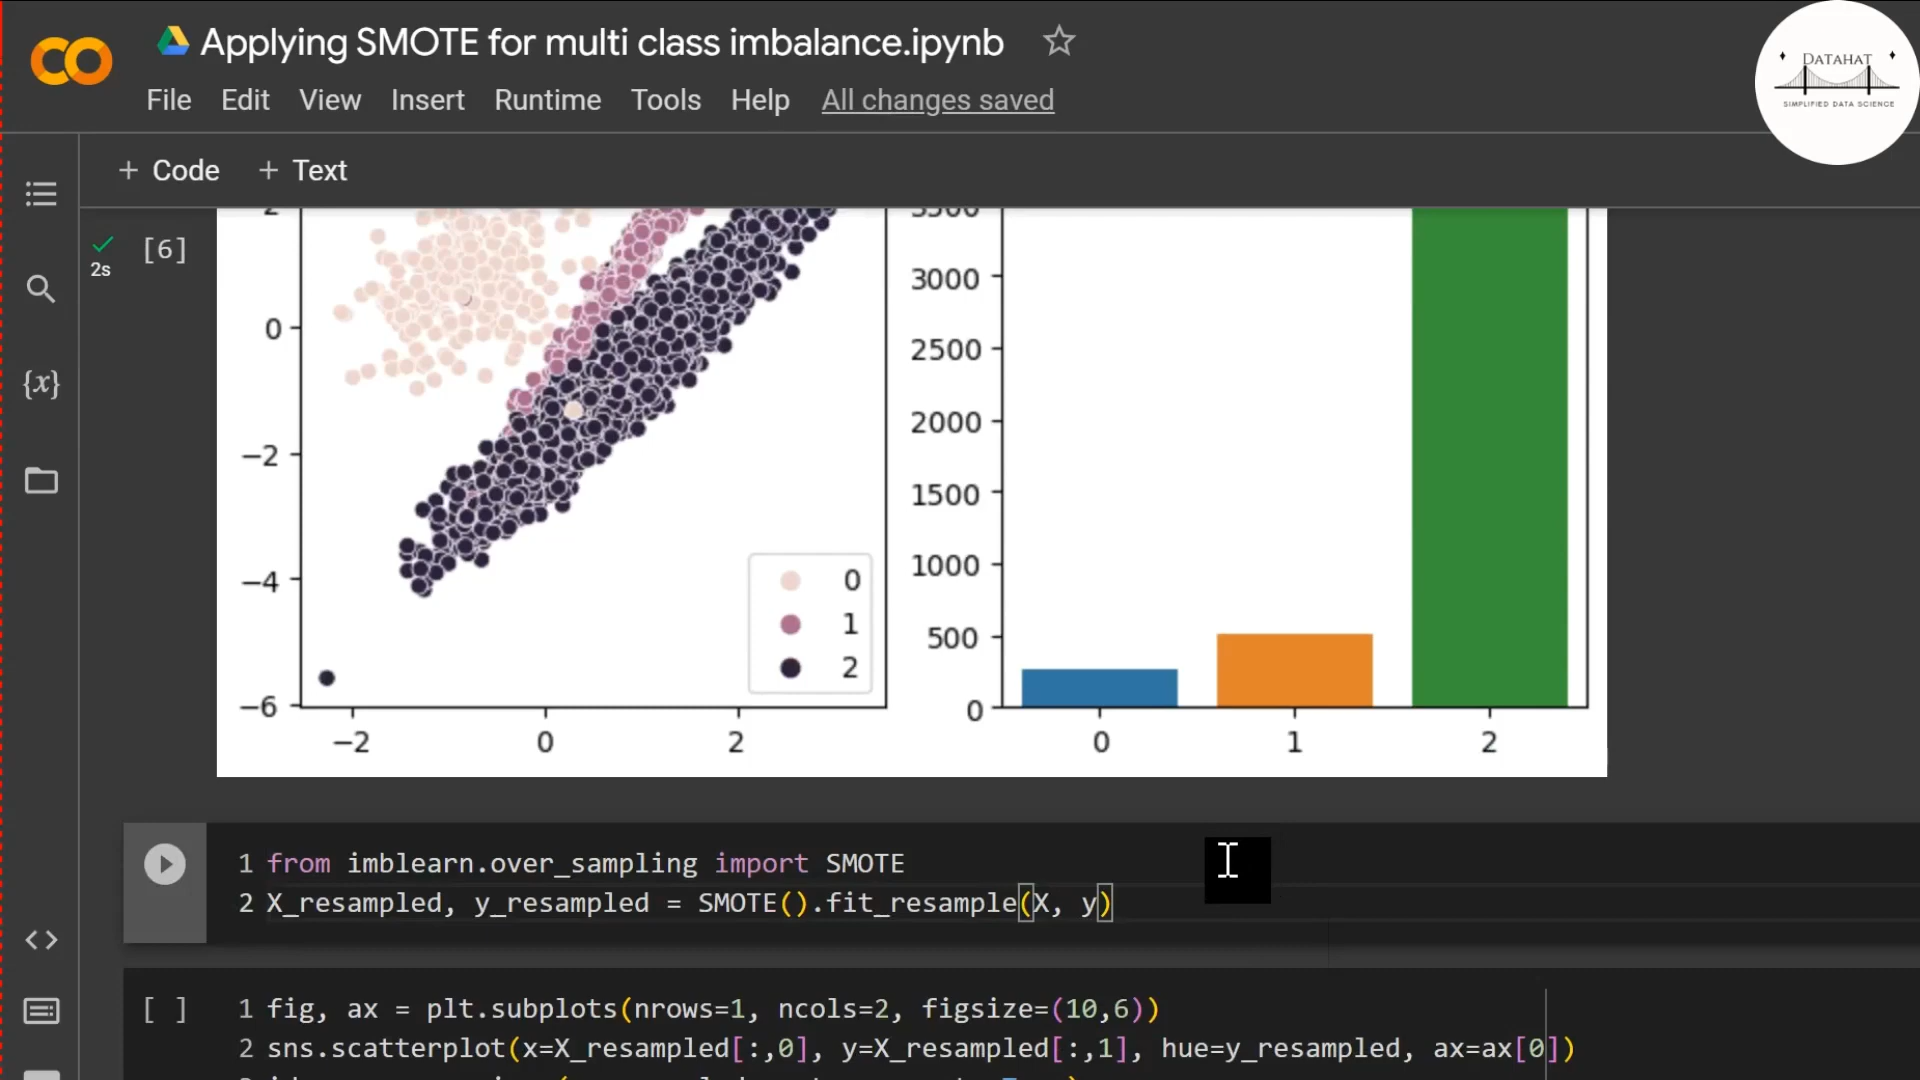 Applying SMOTE for multi class imbalance.ipynb
File Edit View Insert Runtime Tools Help All changes saved
DATAHAT
SIMPLIFIED DATA SCIENCE
+ Code + Text
2s
[6]
2
0
−2
−4
−6
−2 0 2
0
1
2
3500
3000
2500
2000
1500
1000
500
0
0 1 2
{x}
1 from imblearn.over_sampling import SMOTE
2 X_resampled, y_resampled = SMOTE().fit_resample(X, y)
[ ]
1 fig, ax = plt.subplots(nrows=1, ncols=2, figsize=(10,6))
2 sns.scatterplot(x=X_resampled[:,0], y=X_resampled[:,1], hue=y_resampled, ax=ax[0])